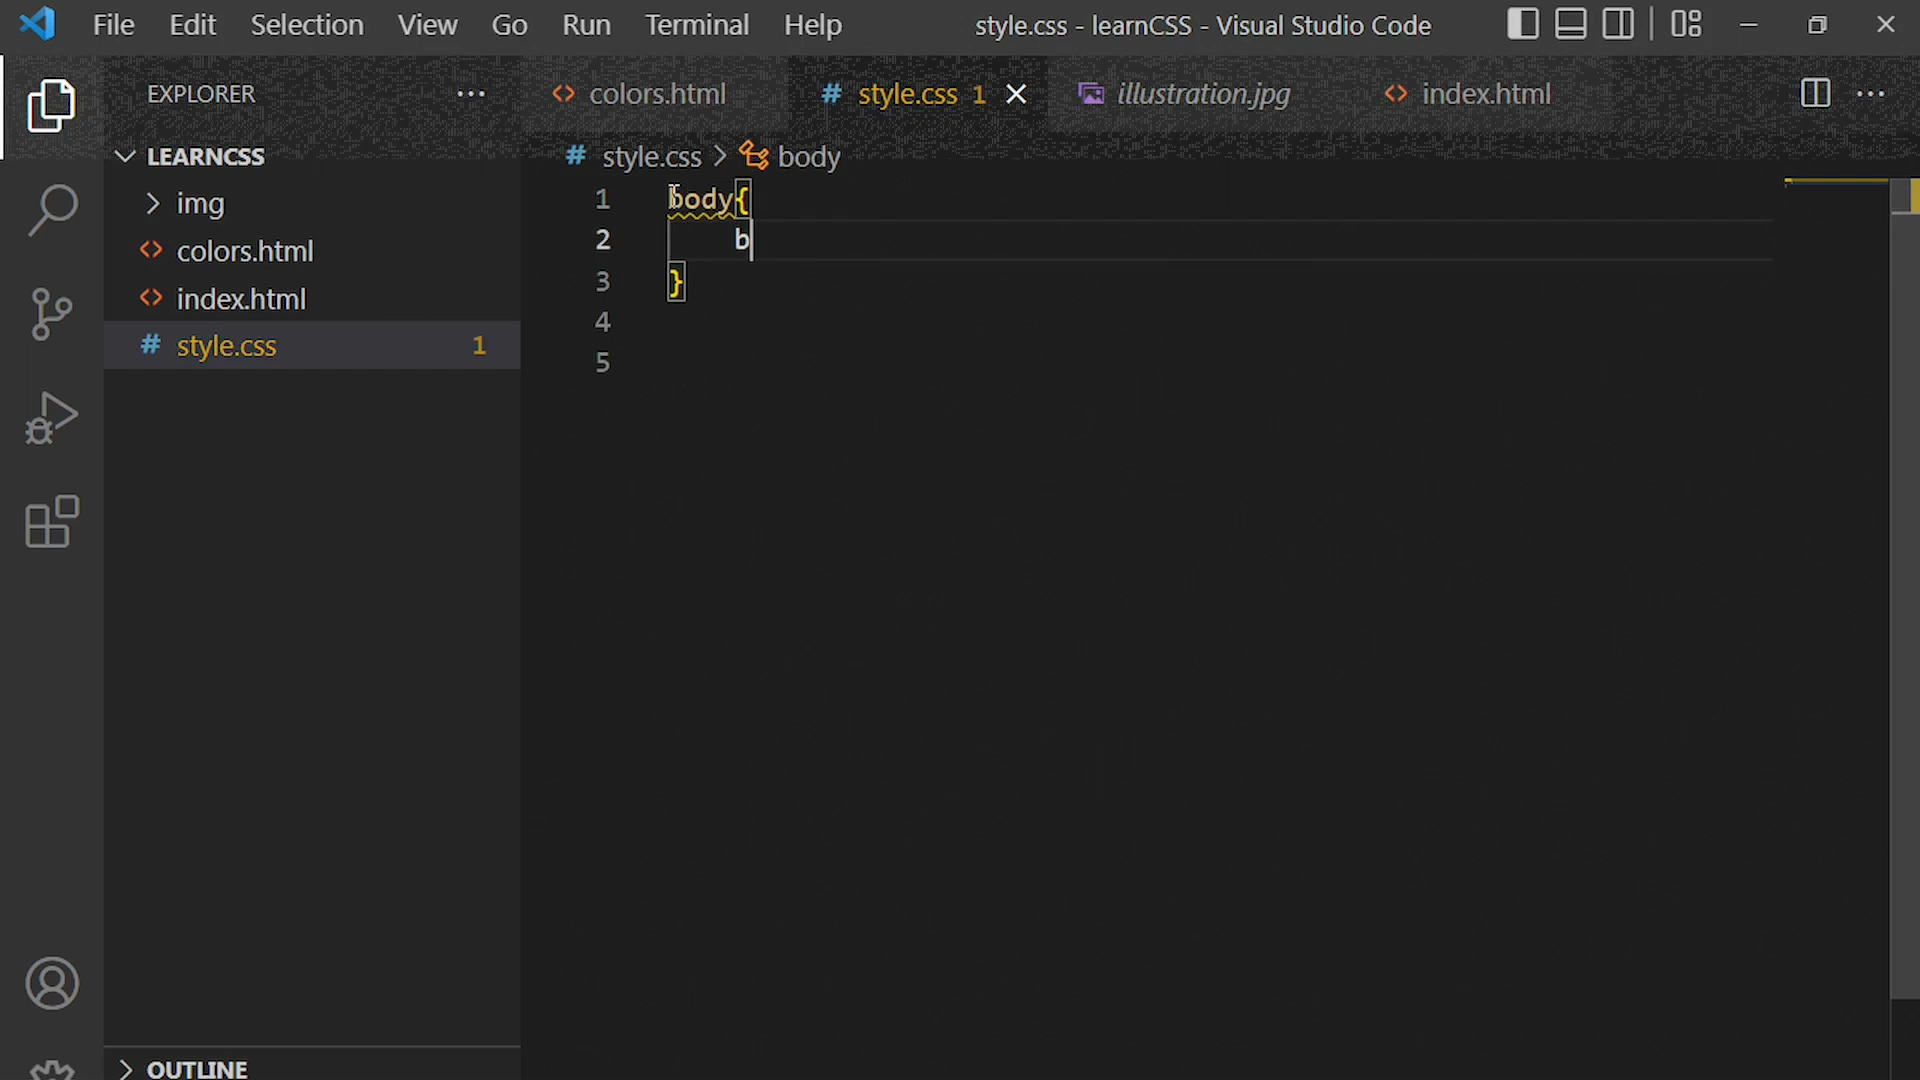 File Edit Selection View Go Run Terminal Help style.css - learnCSS - Visual Studio Code
EXPLORER
colors.html # style.css 1 illustration.jpg index.html
LEARNCSS
# style.css > body
img
colors.html
index.html
# style.css 1
1 body{
2 b
3 }
4
5
OUTLINE